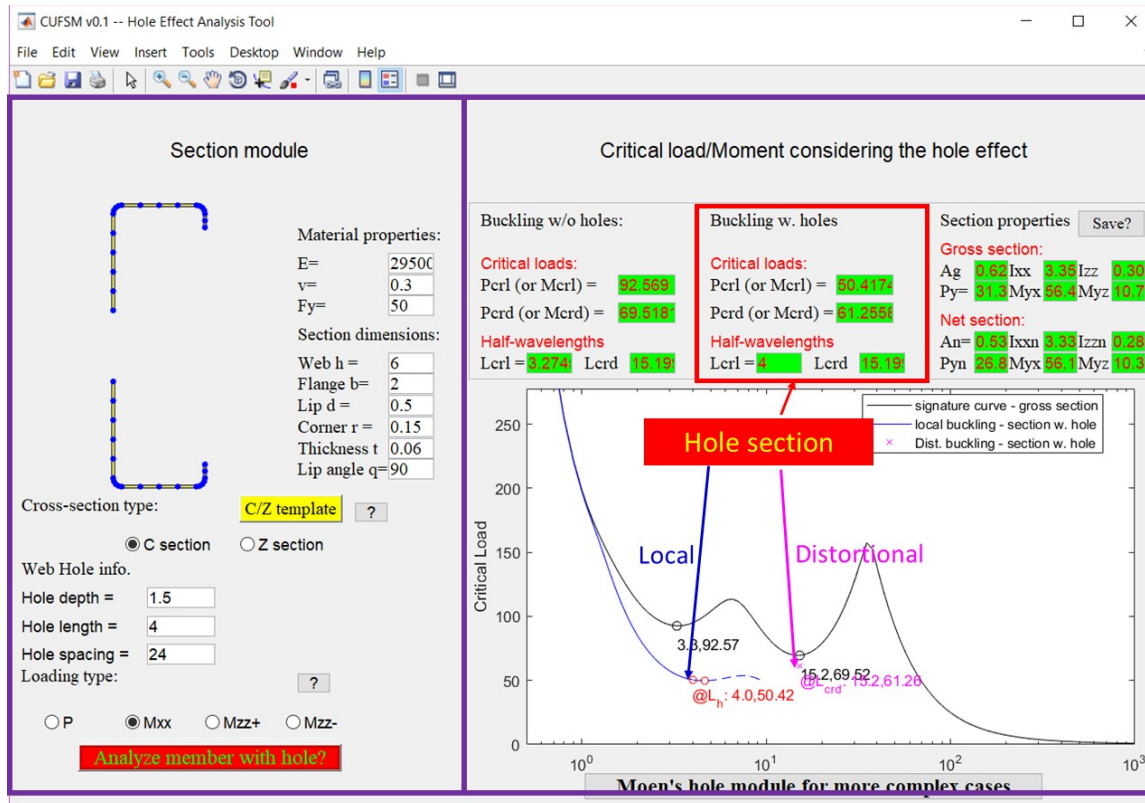 CUFSM v0.1 -- Hole Effect Analysis Tool
File Edit View Insert Tools Desktop Window Help
Section module
Material properties:
E= 29500
v= 0.3
Fy= 50
Section dimensions:
Web h = 6
Flange b= 2
Lip d = 0.5
Corner r = 0.15
Thickness t 0.06
Lip angle q= 90
Cross-section type: C/Z template ?
C section Z section
Web Hole info.
Hole depth = 1.5
Hole length = 4
Hole spacing = 24
Loading type: ?
P Mxx Mzz+ Mzz-
Analyze member with hole?
Critical load/Moment considering the hole effect
Buckling w/o holes:
Critical loads:
Pcrl (or Mcrl) = 92.569
Pcrd (or Mcrd) = 69.518
Half-wavelengths
Lcrl = 3.274 Lcrd 15.19
Buckling w. holes
Critical loads:
Pcrl (or Mcrl) = 50.4174
Pcrd (or Mcrd) = 61.2558
Half-wavelengths
Lcrl = 4 Lcrd 15.19
Section properties Save?
Gross section:
Ag 0.62 Ixx 3.35 Izz 0.30
Py= 31.3 Myx 56.4 Myz 10.7
Net section:
An= 0.53 Ixxn 3.33 Izzn 0.28
Pyn 26.8 Myx 56.1 Myz 10.3
signature curve - gross section
local buckling - section w. hole
Dist. buckling - section w. hole
Hole section
Local
Distortional
Critical Load
250
200
150
100
50
0
3.3,92.57
15.2,69.52
@Lcrd: 15.2,61.26
@Lh: 4.0,50.42
10⁰ 10¹ 10² 10³
Moen's hole module for more complex cases